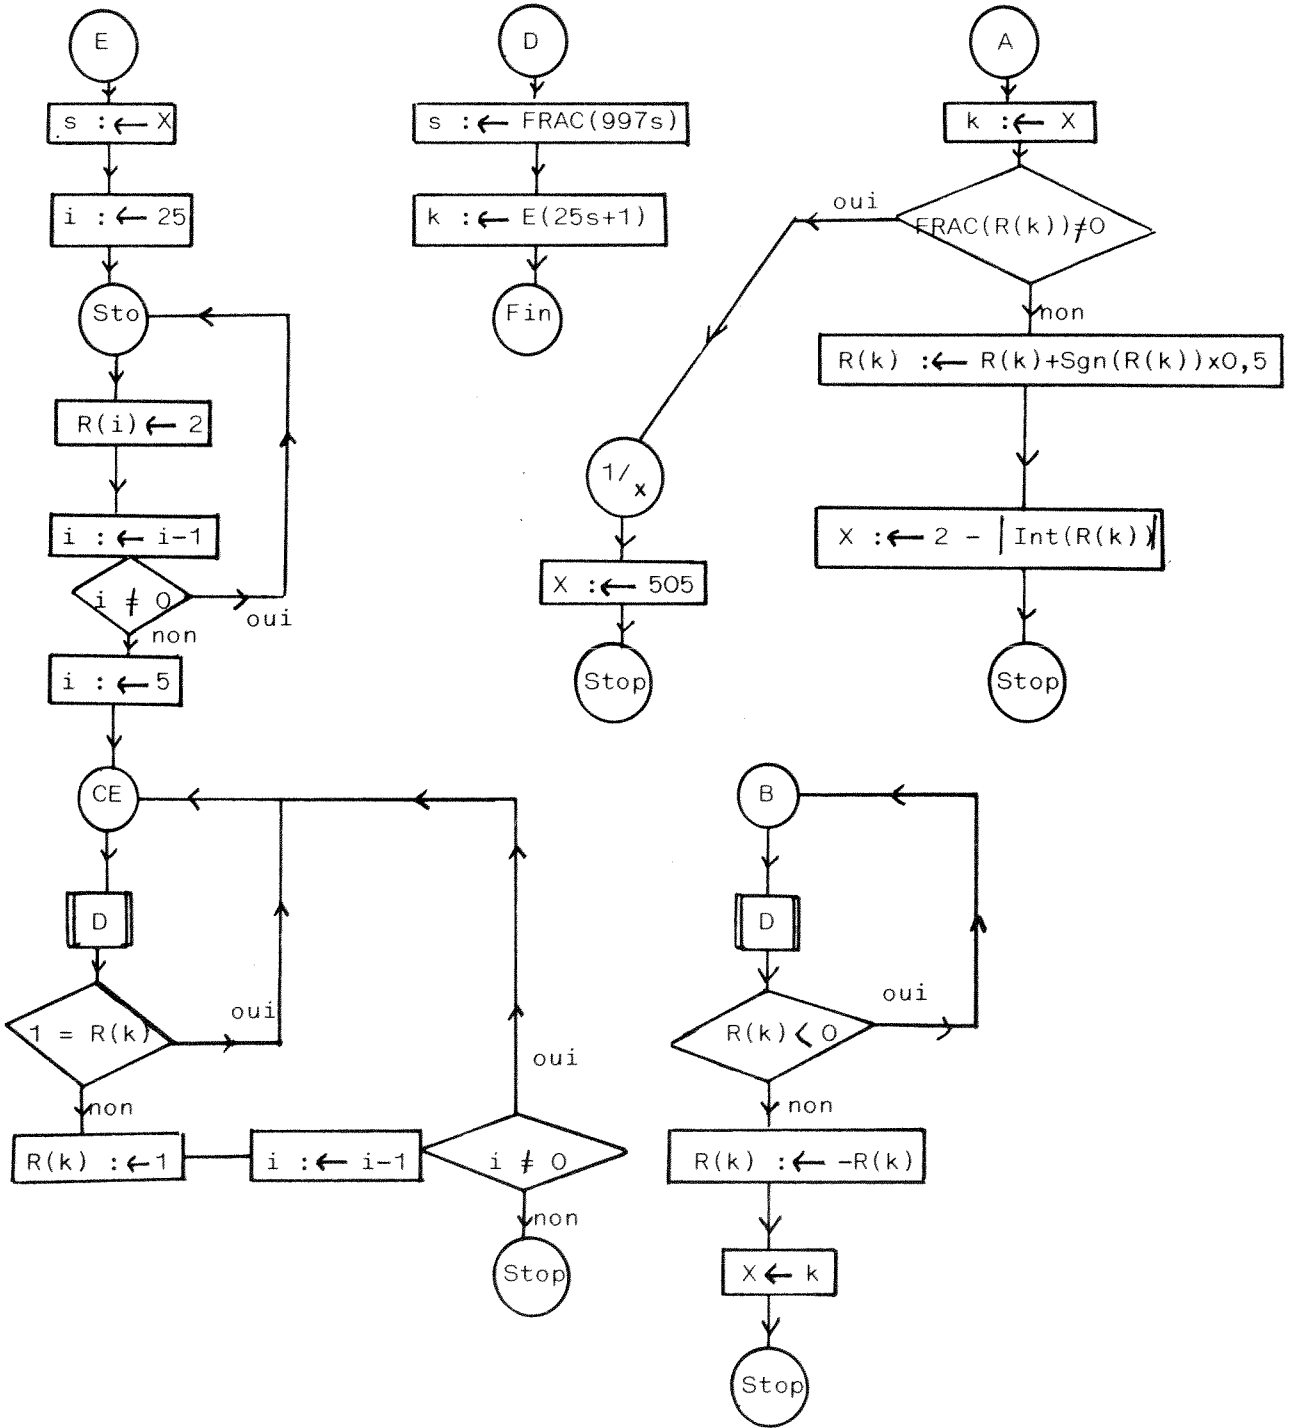 E
s :← X
i :← 25
Sto
R(i)← 2
i :← i-1
i ≠ 0
oui
non
i :← 5
CE
D
1 = R(k)
oui
non
R(k) :←1
i :← i-1
i ≠ 0
oui
non
Stop
D
s :← FRAC(997s)
k :← E(25s+1)
Fin
A
k :← X
FRAC(R(k))≠0
oui
non
1/x
X :← 505
Stop
R(k) :← R(k)+Sgn(R(k))x0,5
X :← 2 - |Int(R(k))|
Stop
B
D
R(k)< 0
oui
non
R(k) :← -R(k)
X ← k
Stop